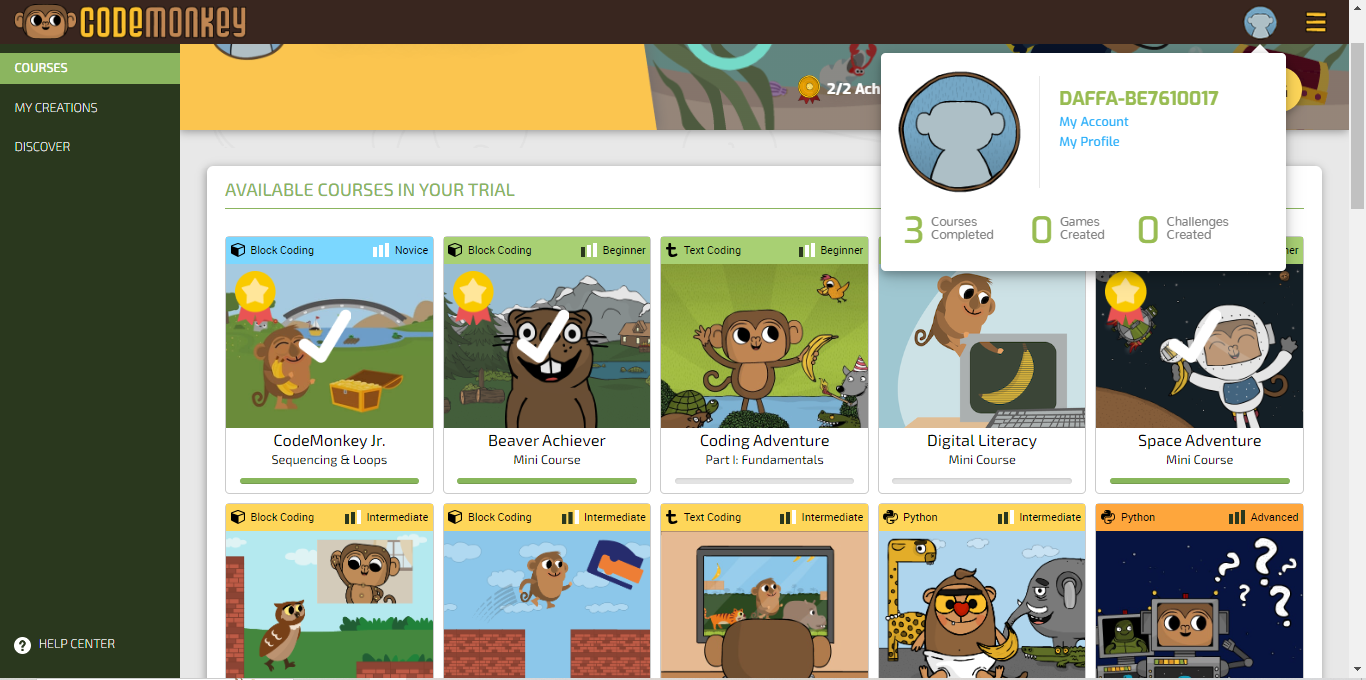 CODEMONKEY
COURSES
MY CREATIONS
DISCOVER
HELP CENTER
2/2 Ach
DAFFA-BE7610017
My Account
My Profile
3 Courses Completed
0 Games Created
0 Challenges Created
AVAILABLE COURSES IN YOUR TRIAL
Block Coding Novice
CodeMonkey Jr.
Sequencing & Loops
Block Coding Beginner
Beaver Achiever
Mini Course
Text Coding Beginner
Coding Adventure
Part I: Fundamentals
Digital Literacy
Mini Course
ner
Space Adventure
Mini Course
Block Coding Intermediate
Block Coding Intermediate
Text Coding Intermediate
Python Intermediate
Python Advanced